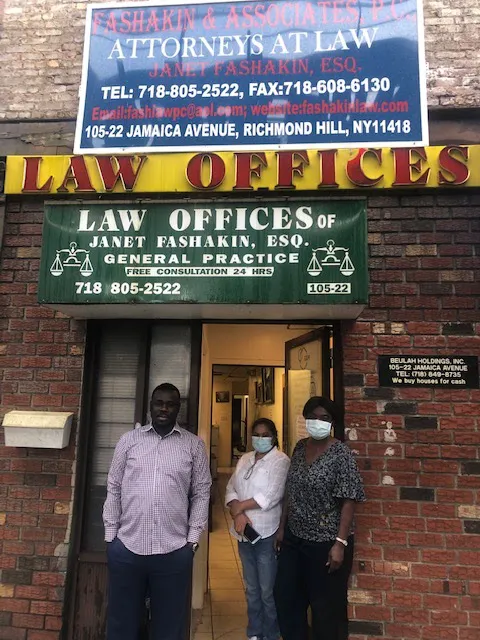 FASHAKIN & ASSOCIATES, P.C.
ATTORNEYS AT LAW
JANET FASHAKIN, ESQ.
TEL: 718-805-2522, FAX:718-608-6130
Email:fashlawpc@aol.com; website:fashakinlaw.com
105-22 JAMAICA AVENUE, RICHMOND HILL, NY11418
LAW OFFICES
LAW OFFICES OF
JANET FASHAKIN, ESQ.
GENERAL PRACTICE
FREE CONSULTATION 24 HRS
718 805-2522
105-22
BEULAH HOLDINGS, INC.
105-22 JAMAICA AVENUE
TEL: (718) 849-6735
We buy houses for cash